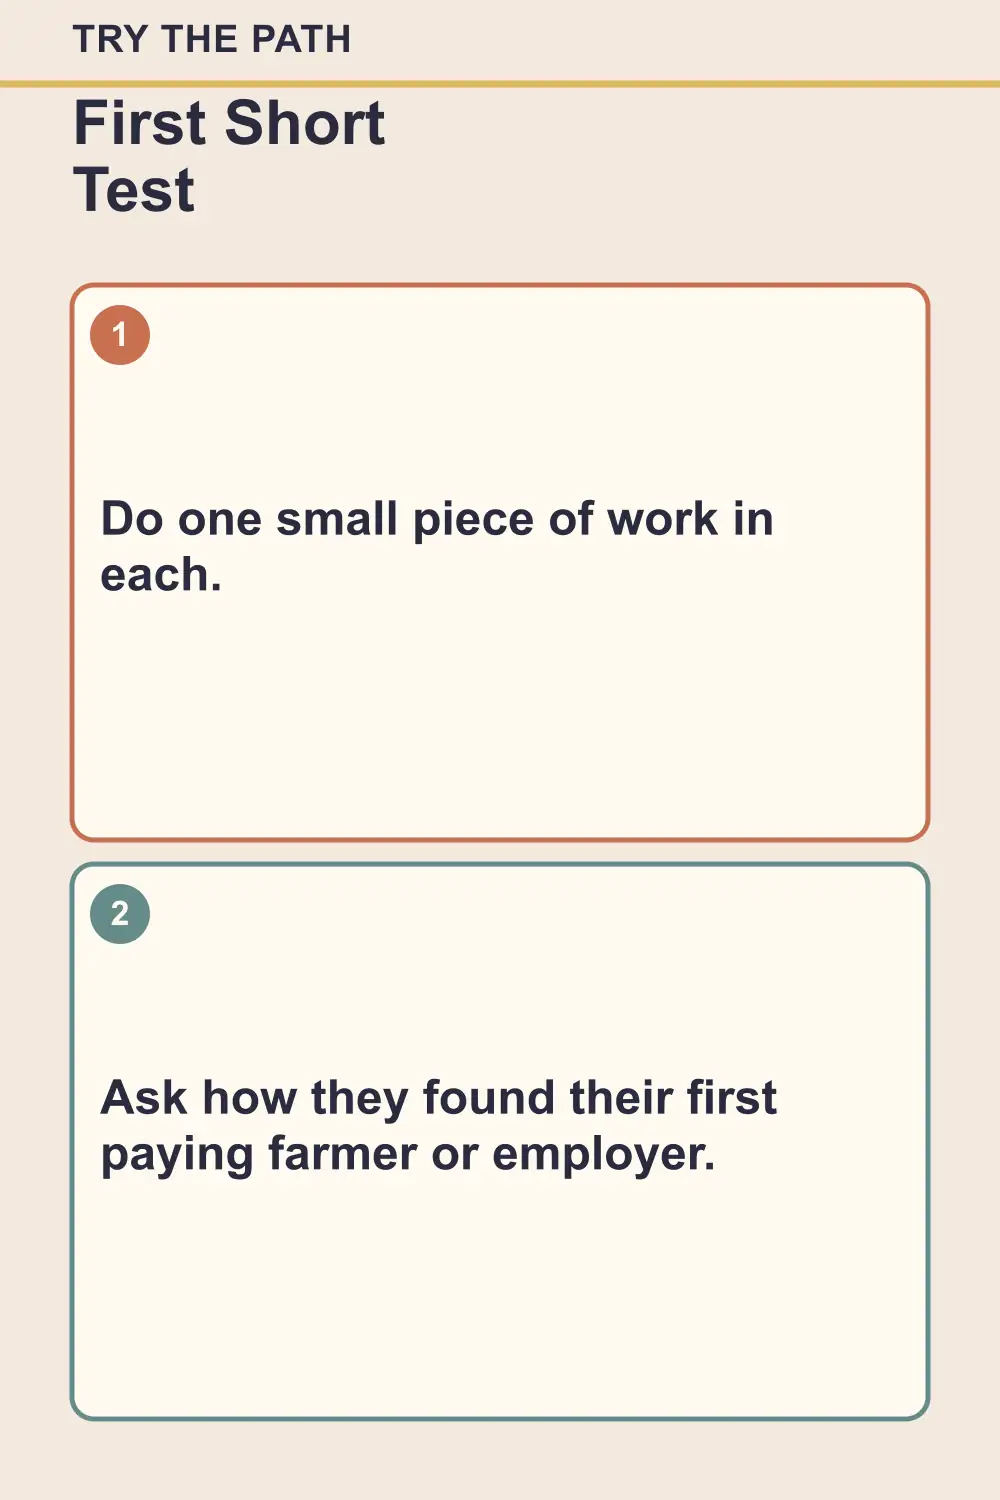 TRY THE PATH
First Short
Test
1
Do one small piece of work in
each.
2
Ask how they found their first
paying farmer or employer.